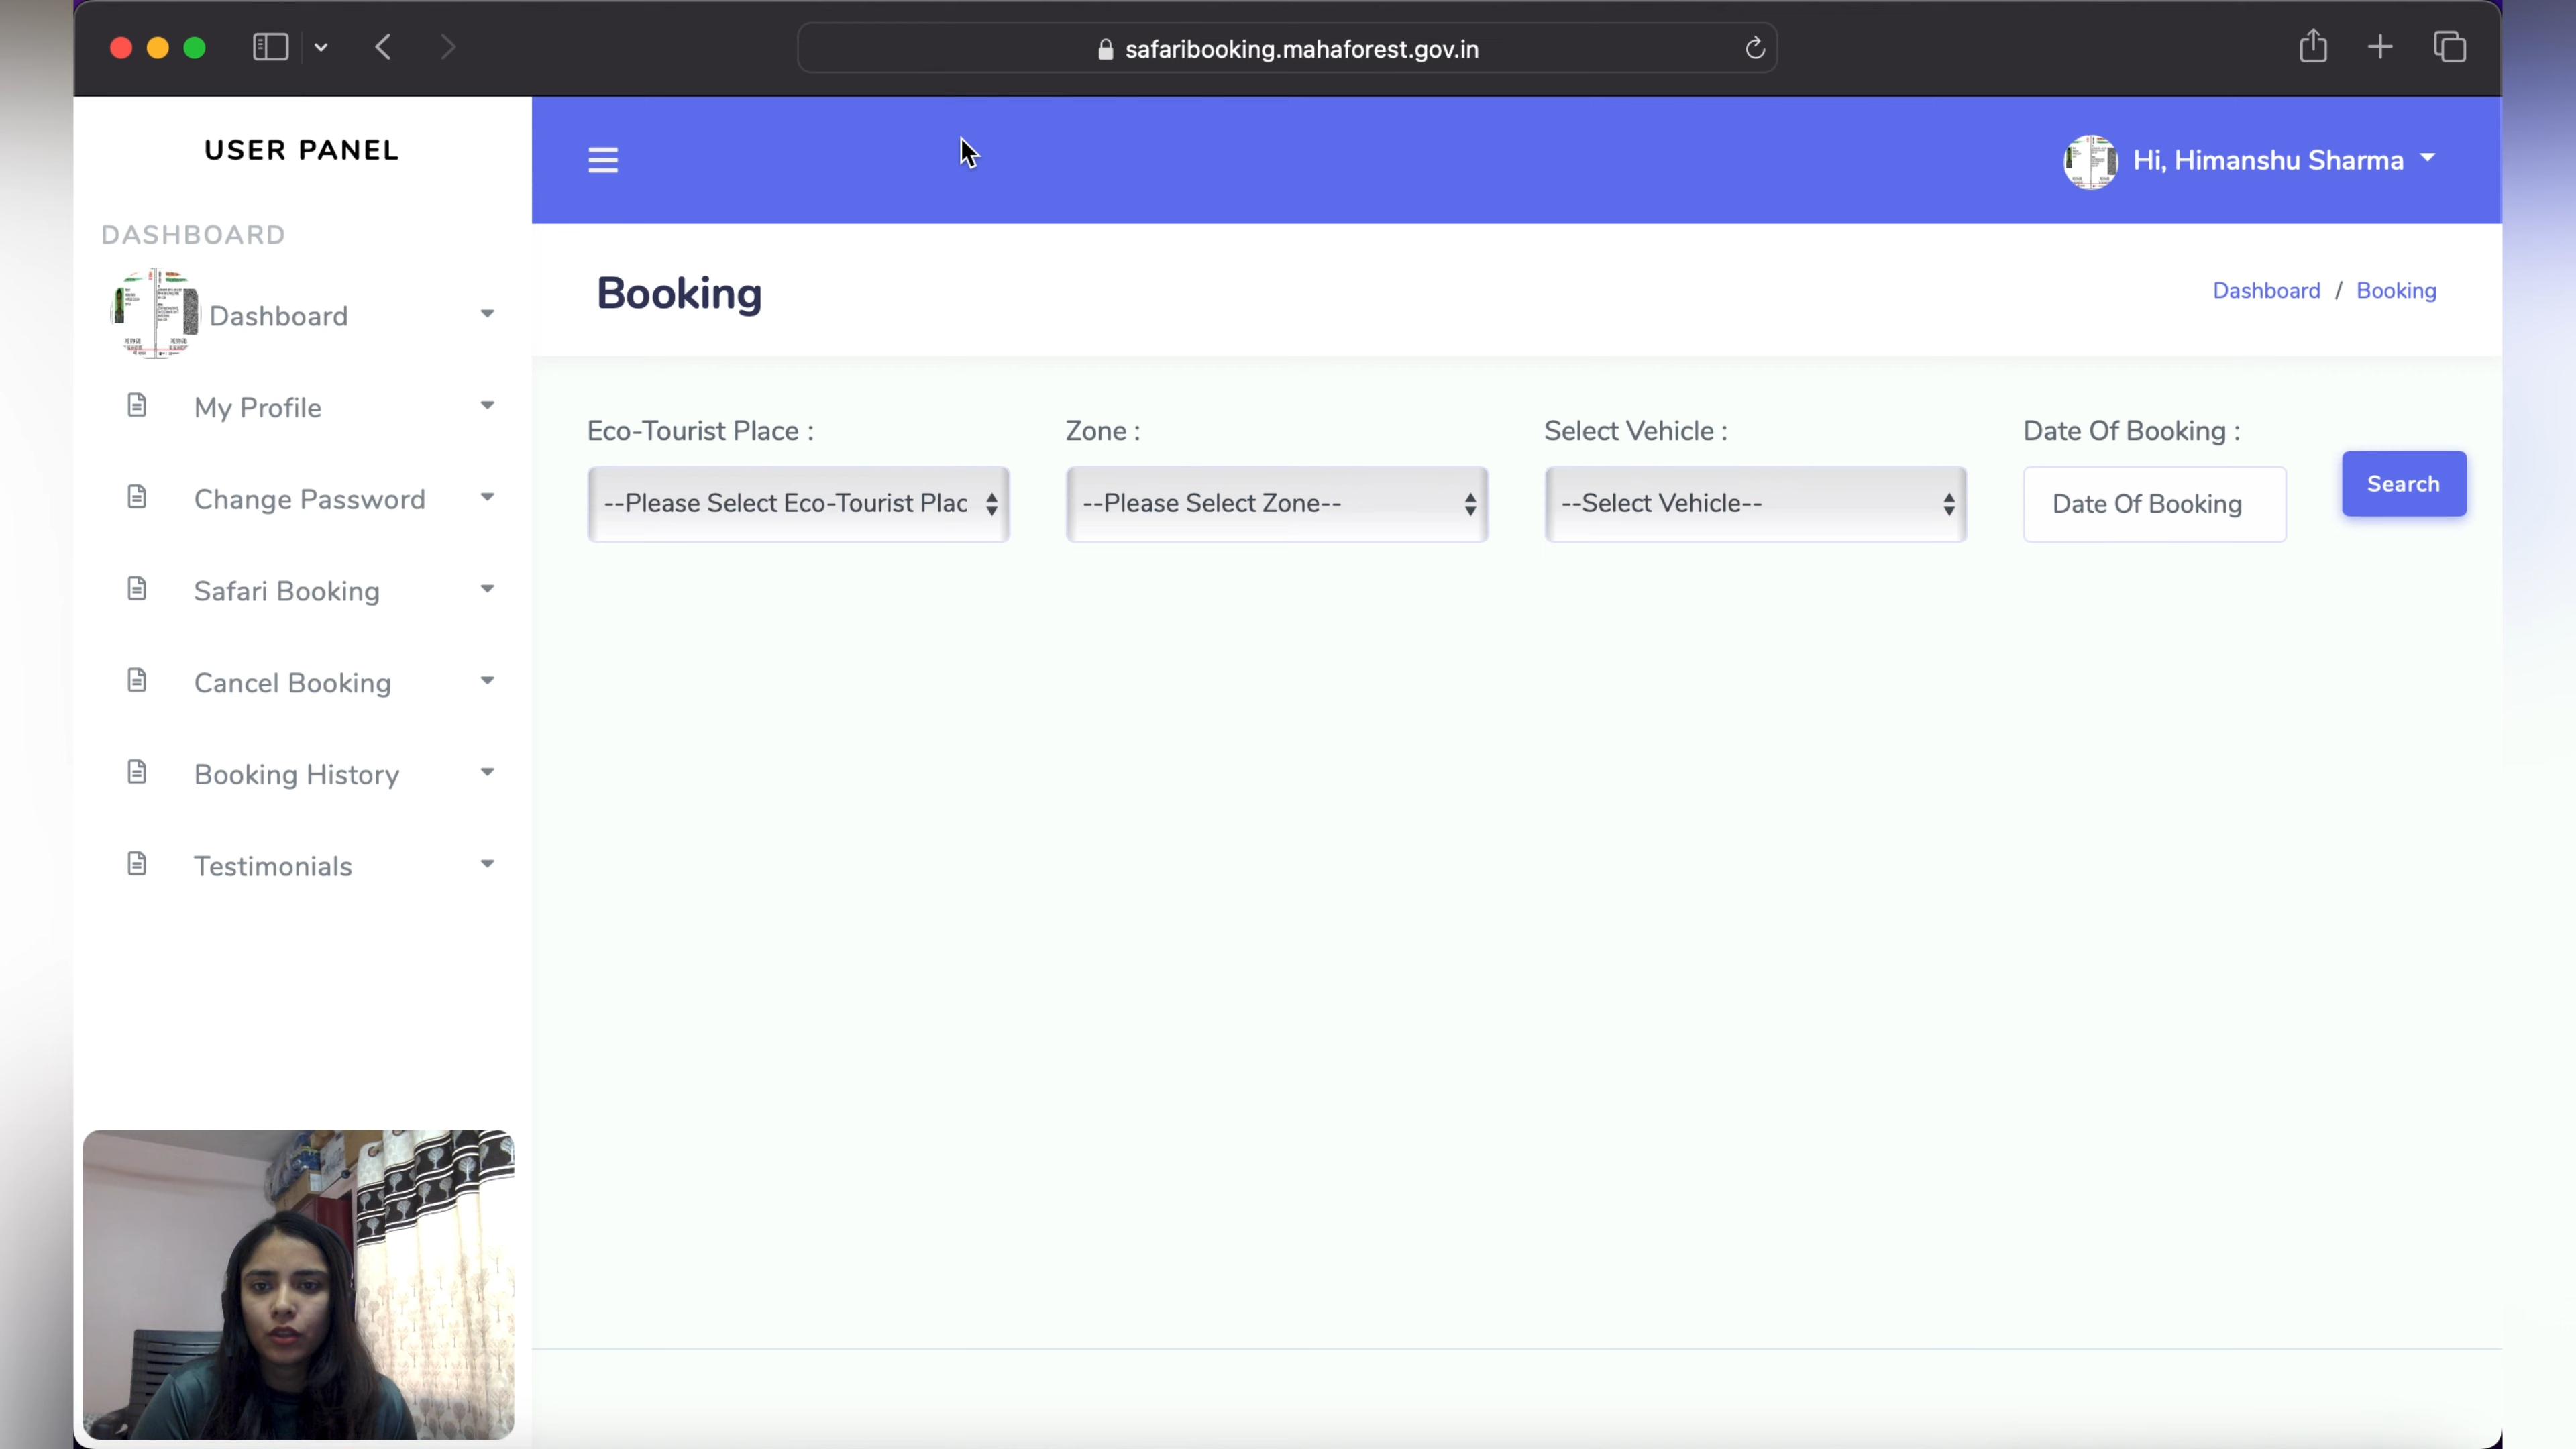 safaribooking.mahaforest.gov.in
USER PANEL
Hi, Himanshu Sharma
DASHBOARD
Dashboard
My Profile
Change Password
Safari Booking
Cancel Booking
Booking History
Testimonials
Booking
Dashboard / Booking
Eco-Tourist Place :
--Please Select Eco-Tourist Plac
Zone :
--Please Select Zone--
Select Vehicle :
--Select Vehicle--
Date Of Booking :
Date Of Booking
Search